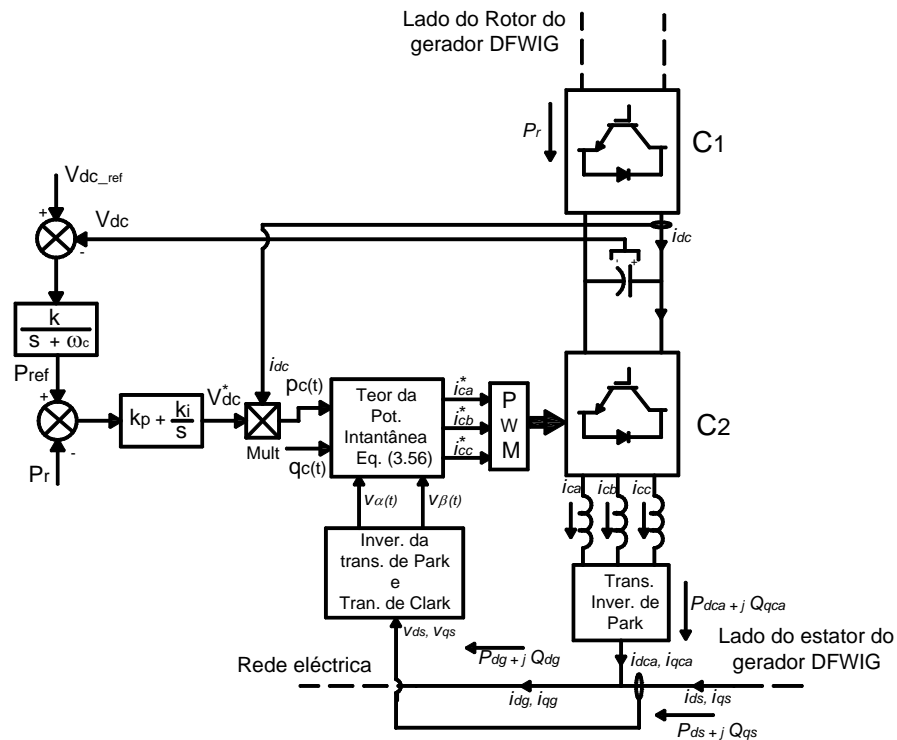 Lado do Rotor do
gerador DFWIG
Pr
C1
Vdc_ref
+
Vdc
-
idc
- +
k
s + ωc
Pref
idc
+
kp + ki
s
V*dc
pc(t)
Teor da
Pot.
Intantânea
Eq. (3.56)
i*ca
i*cb
i*cc
P
W
M
C2
-
Mult
qc(t)
Pr
vα(t)
vβ(t)
ica
icb
icc
Inver. da
trans. de Park
e
Tran. de Clark
Trans.
Inver. de
Park
Pdca + j Qqca
vds, vqs
Pdg + j Qdg
Lado do estator do
gerador DFWIG
Rede eléctrica
idca, iqca
idg, iqg
ids, iqs
Pds + j Qqs